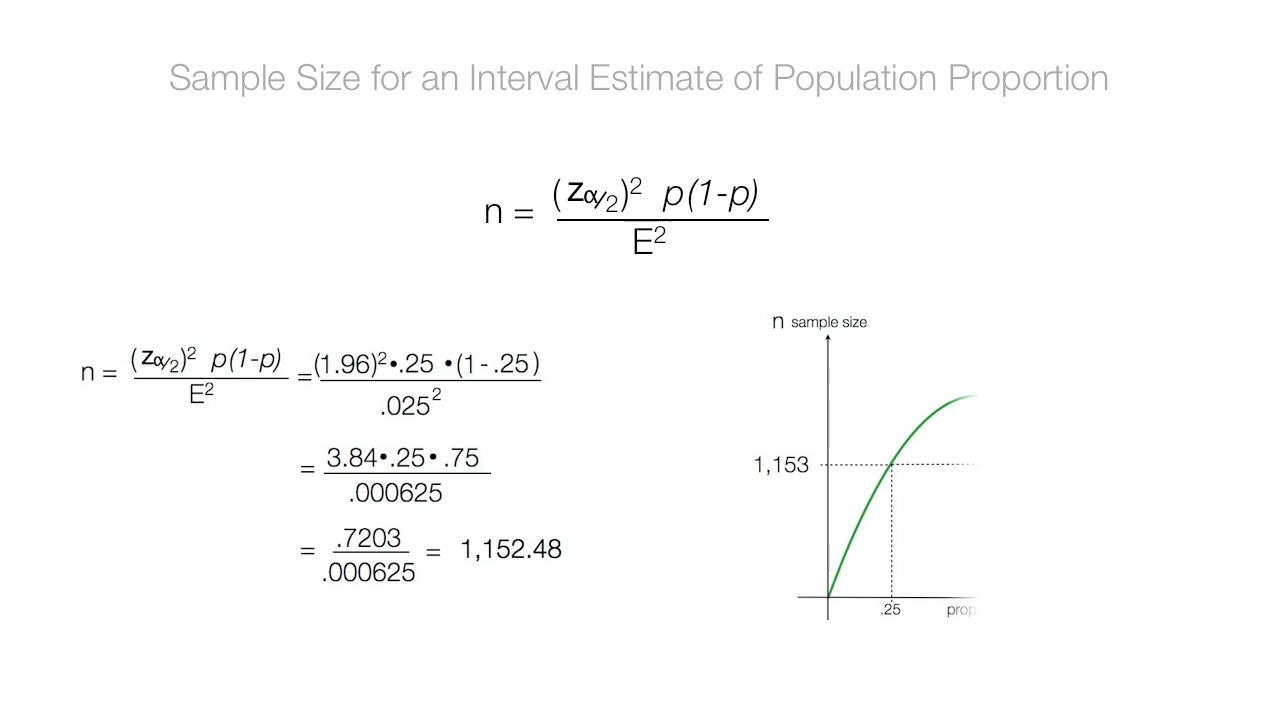 Sample Size for an Interval Estimate of Population Proportion
n = (zα/2)² p(1-p) / E²
n = (zα/2)² p(1-p) / E² = (1.96)²•.25 •(1 - .25) / .025²
= 3.84•.25• .75 / .000625
= .7203 / .000625 = 1,152.48
n sample size
1,153
.25 prop